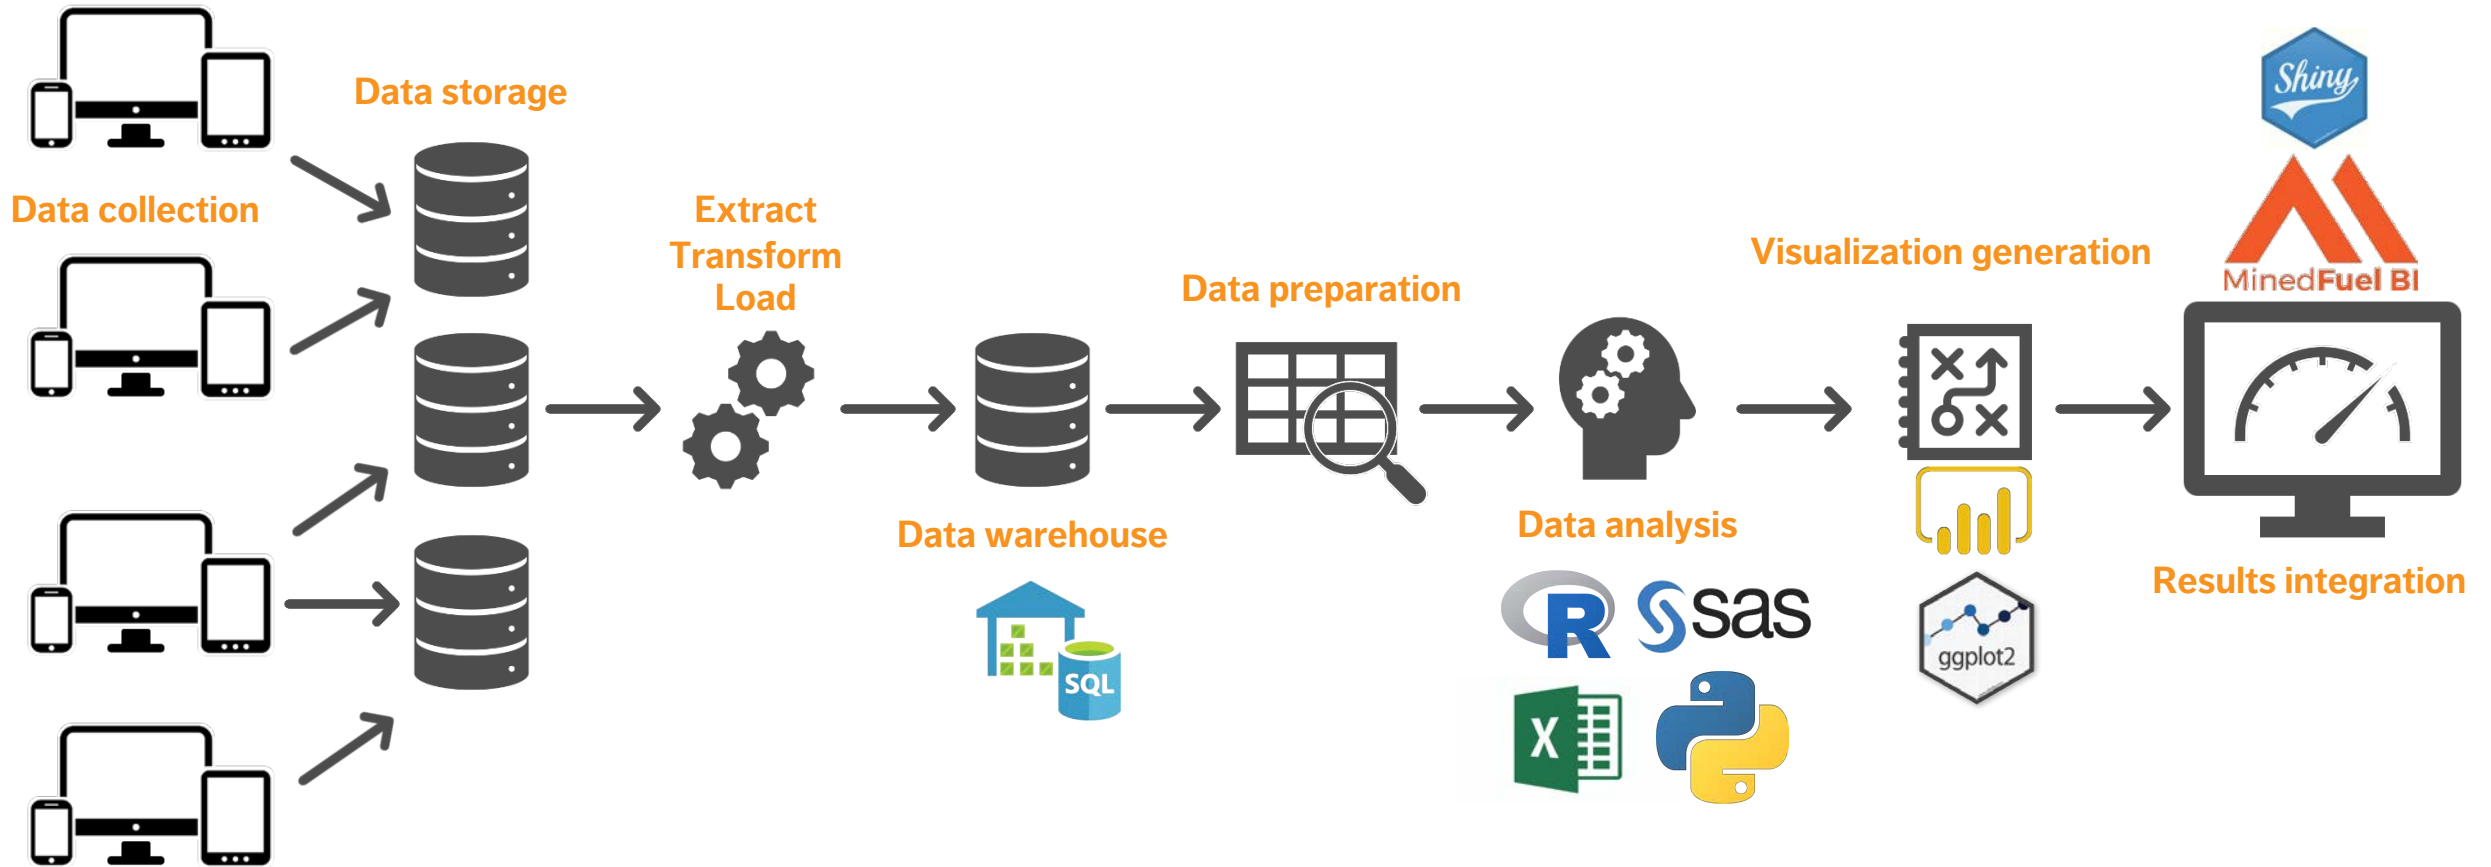 Data collection
Data storage
Extract
Transform
Load
Data warehouse
SQL
Data preparation
Data analysis
R
sas
X
Visualization generation
ggplot2
Shiny
MinedFuel BI
Results integration